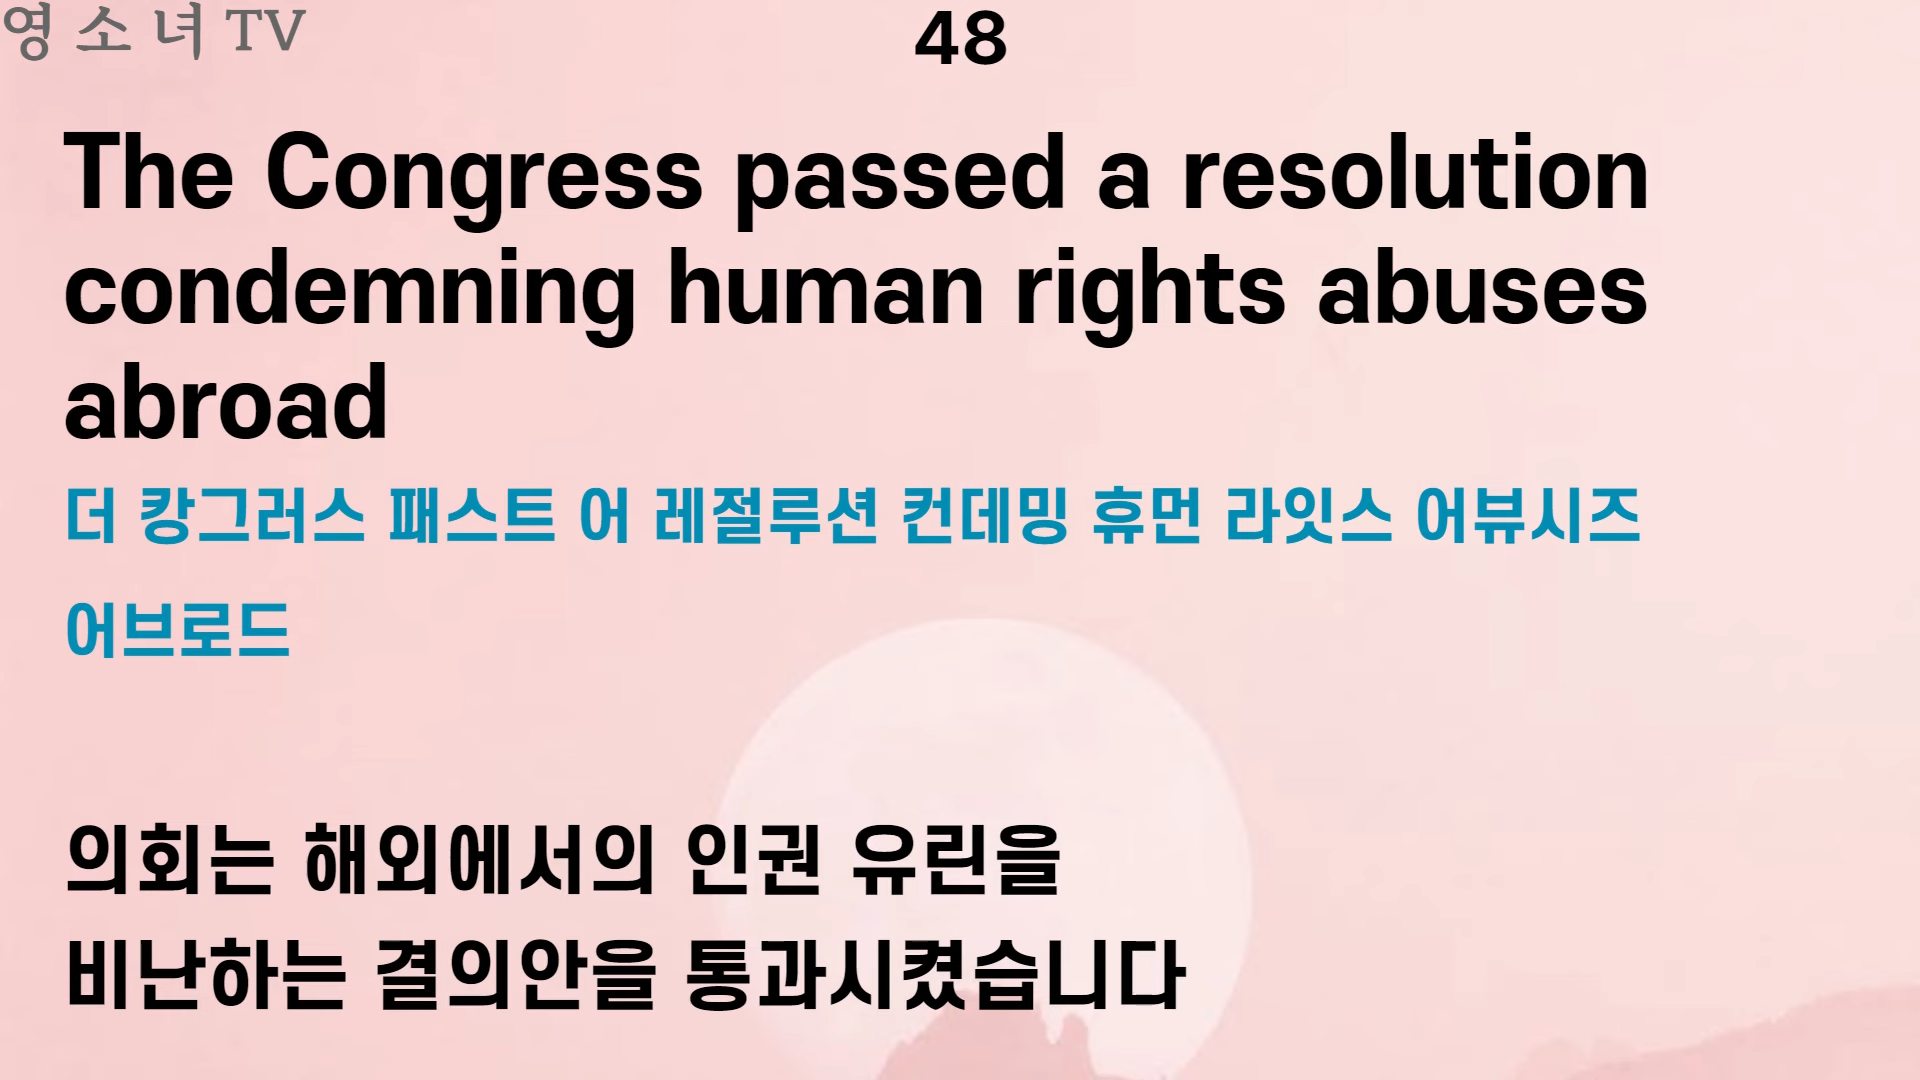 영소녀TV
48
The Congress passed a resolution
condemning human rights abuses
abroad
더 캉그러스 패스트 어 레절루션 컨데밍 휴먼 라잇스 어뷰시즈
어브로드
의회는 해외에서의 인권 유린을
비난하는 결의안을 통과시켰습니다